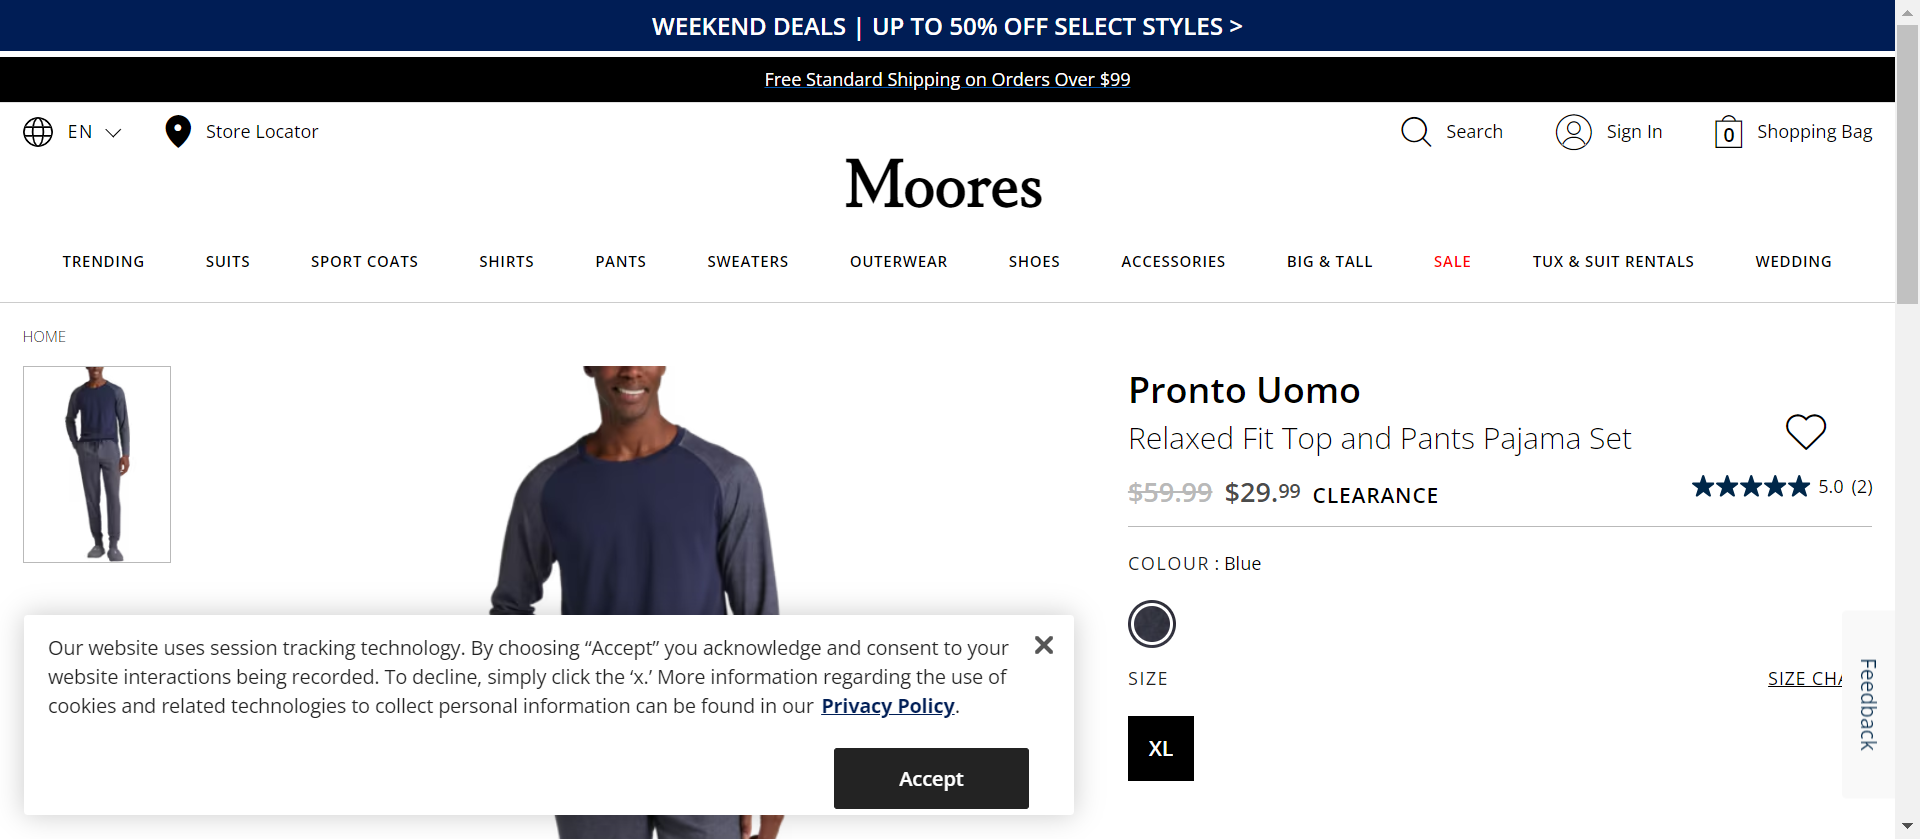 WEEKEND DEALS | UP TO 50% OFF SELECT STYLES >
Free Standard Shipping on Orders Over $99
EN
Store Locator
Search
Sign In
0
Shopping Bag
Moores
TRENDING
SUITS
SPORT COATS
SHIRTS
PANTS
SWEATERS
OUTERWEAR
SHOES
ACCESSORIES
BIG & TALL
SALE
TUX & SUIT RENTALS
WEDDING
HOME
Pronto Uomo
Relaxed Fit Top and Pants Pajama Set
$59.99 $29.99 CLEARANCE
5.0 (2)
COLOUR : Blue
SIZE
SIZE CHA
XL
Feedback
Our website uses session tracking technology. By choosing “Accept” you acknowledge and consent to your
website interactions being recorded. To decline, simply click the ‘x.’ More information regarding the use of
cookies and related technologies to collect personal information can be found in our Privacy Policy.
Accept